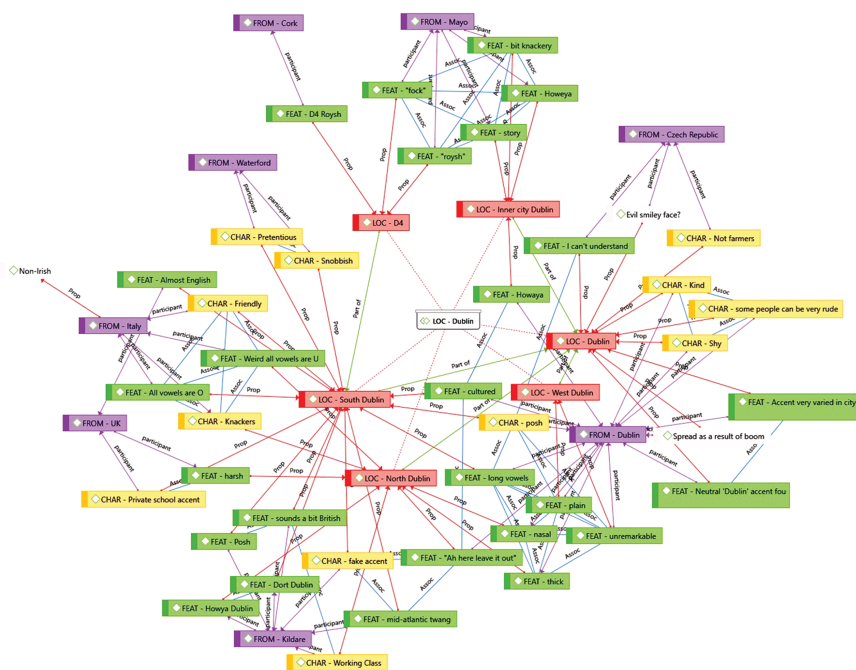 FROM - Cork
FROM - Mayo
FEAT - bit knackery
FEAT - "fock"
FEAT - Howeya
FEAT - D4 Roysh
FEAT - story
FROM - Czech Republic
FEAT - "roysh"
FROM - Waterford
LOC - D4
LOC - Inner city Dublin
Evil smiley face?
CHAR - Pretentious
CHAR - Not farmers
FEAT - I can't understand
CHAR - Snobbish
Non-Irish
FEAT - Almost English
CHAR - Kind
FEAT - Howaya
CHAR - Friendly
CHAR - some people can be very rude
FROM - Italy
LOC - Dublin
LOC - Dublin
CHAR - Shy
FEAT - Weird all vowels are U
FEAT - All vowels are O
FEAT - cultured
LOC - West Dublin
LOC - South Dublin
FEAT - Accent very varied in city
CHAR - Knackers
FROM - UK
CHAR - posh
FROM - Dublin
Spread as a result of boom
FEAT - harsh
LOC - North Dublin
FEAT - long vowels
FEAT - Neutral 'Dublin' accent fou
CHAR - Private school accent
FEAT - plain
FEAT - sounds a bit British
FEAT - nasal
FEAT - unremarkable
FEAT - Posh
CHAR - fake accent
FEAT - "Ah here leave it out"
FEAT - thick
FEAT - Dort Dublin
FEAT - Howya Dublin
FEAT - mid-atlantic twang
FROM - Kildare
CHAR - Working Class
participant
Assoc
Prop
Part of